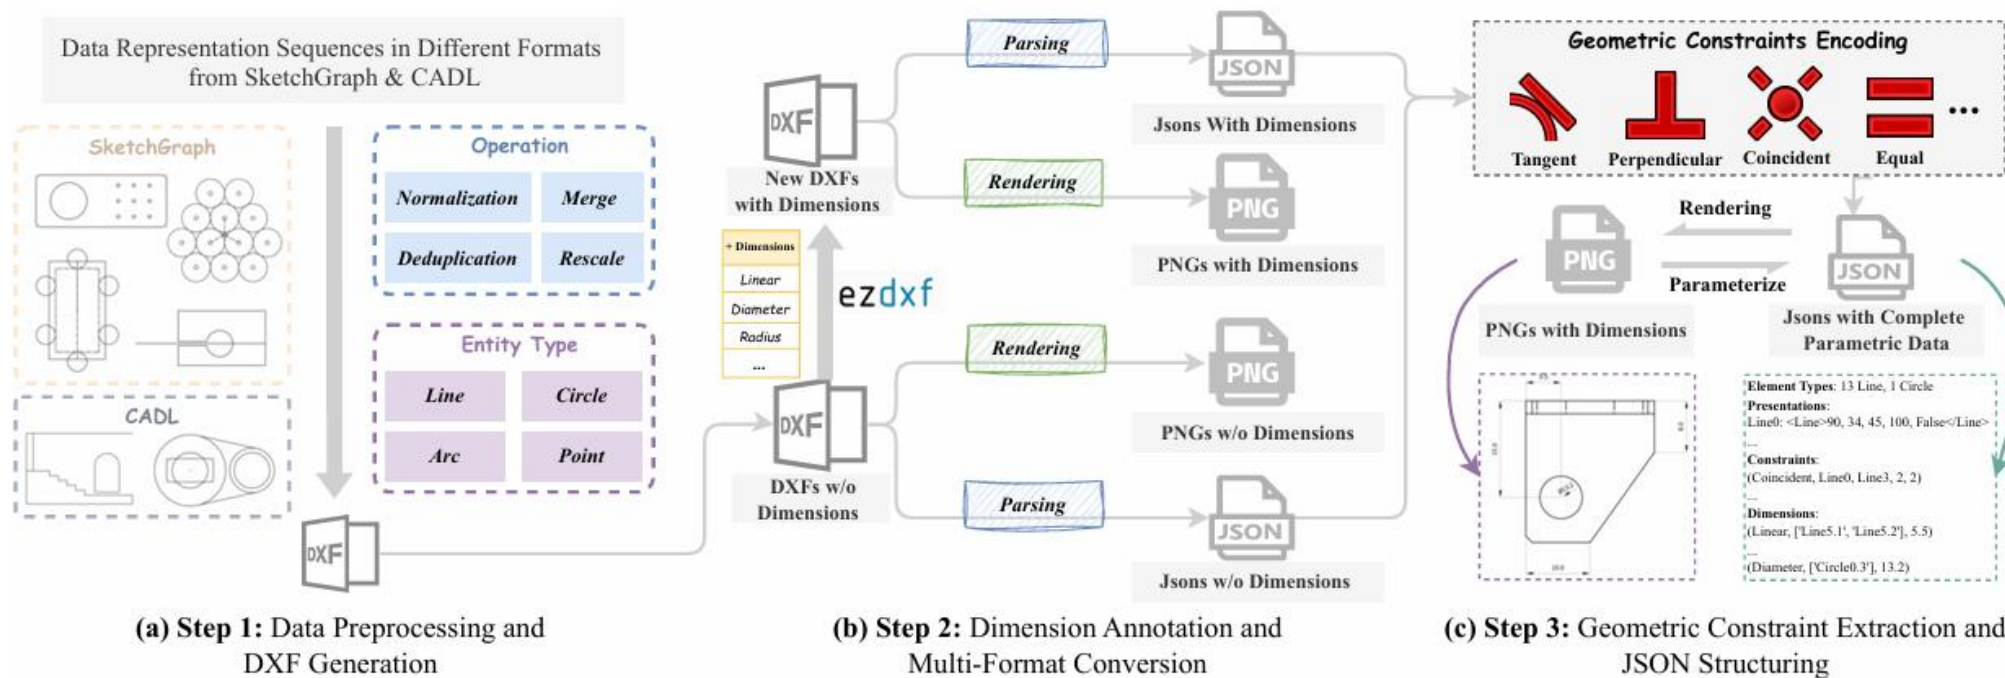 Data Representation Sequences in Different Formats
from SketchGraph & CADL
SketchGraph
CADL
Operation
Normalization
Merge
Deduplication
Rescale
Entity Type
Line
Circle
Arc
Point
DXF
(a) Step 1: Data Preprocessing and
DXF Generation
DXF
New DXFs
with Dimensions
+ Dimensions
Linear
Diameter
Radius
...
ezdxf
DXF
DXFs w/o
Dimensions
Parsing
JSON
Jsons With Dimensions
Rendering
PNG
PNGs with Dimensions
Rendering
PNG
PNGs w/o Dimensions
Parsing
JSON
Jsons w/o Dimensions
(b) Step 2: Dimension Annotation and
Multi-Format Conversion
Geometric Constraints Encoding
...
Tangent
Perpendicular
Coincident
Equal
PNG
Rendering
Parameterize
JSON
PNGs with Dimensions
Jsons with Complete
Parametric Data
Element Types: 13 Line, 1 Circle
Presentations:
Line0: <Line>90, 34, 45, 100, False</Line>
...
Constraints:
(Coincident, Line0, Line3, 2, 2)
...
Dimensions:
(Linear, ['Line5.1', 'Line5.2'], 5.5)
...
(Diameter, ['Circle0.3'], 13.2)
(c) Step 3: Geometric Constraint Extraction and
JSON Structuring